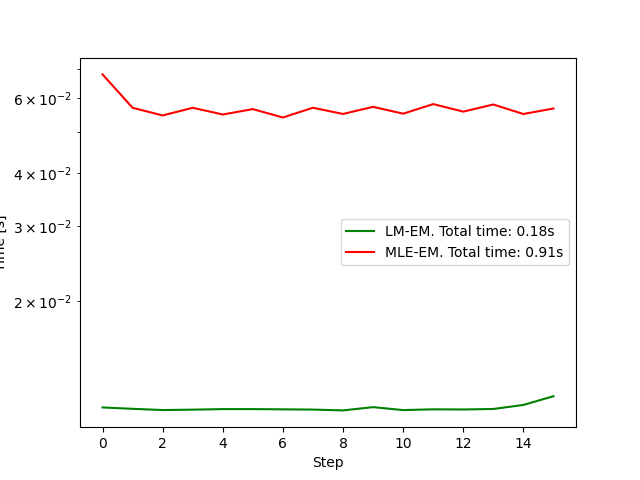 6 × 10⁻²
4 × 10⁻²
3 × 10⁻²
2 × 10⁻²
Time [s]
LM-EM. Total time: 0.18s
MLE-EM. Total time: 0.91s
0 2 4 6 8 10 12 14
Step